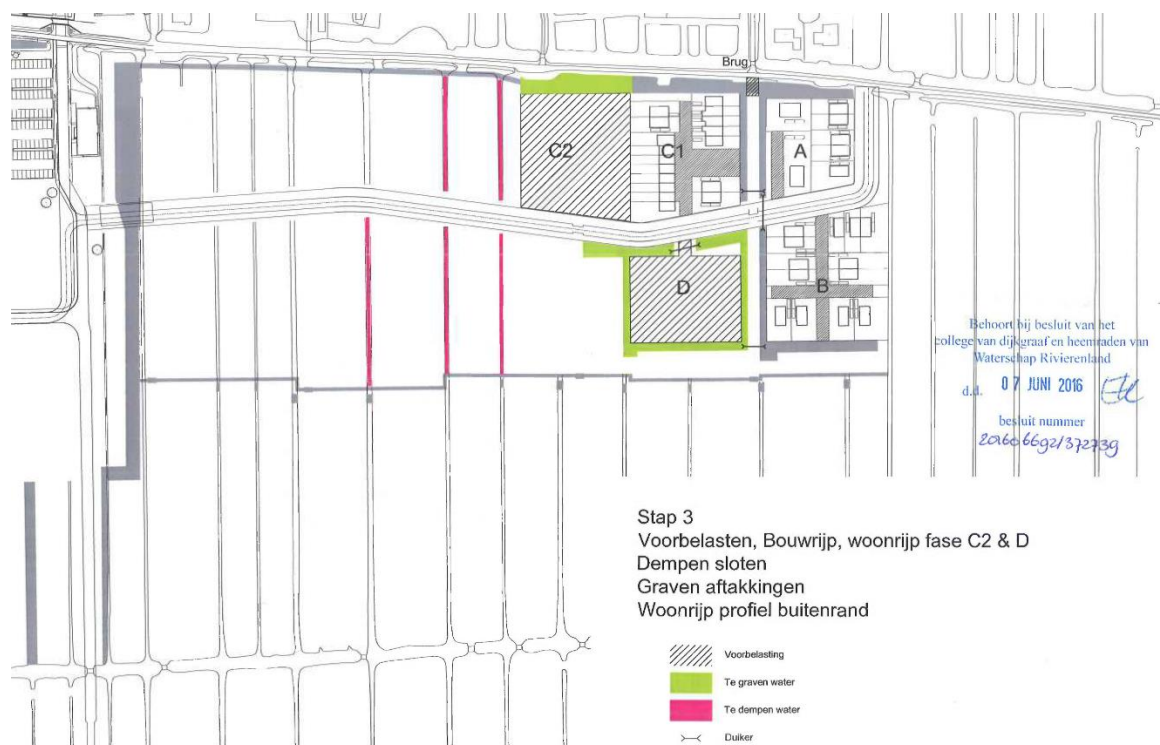 Brug
C2
C1
A
D
B
Behoort bij besluit van het
college van dijkgraaf en heemraden van
Waterschap Rivierenland
d.d. 07 JUNI 2016
besluit nummer
Stap 3
Voorbelasten, Bouwrijp, woonrijp fase C2 & D
Dempen sloten
Graven aftakkingen
Woonrijp profiel buitenrand
Voorbelasting
Te graven water
Te dempen water
Duiker